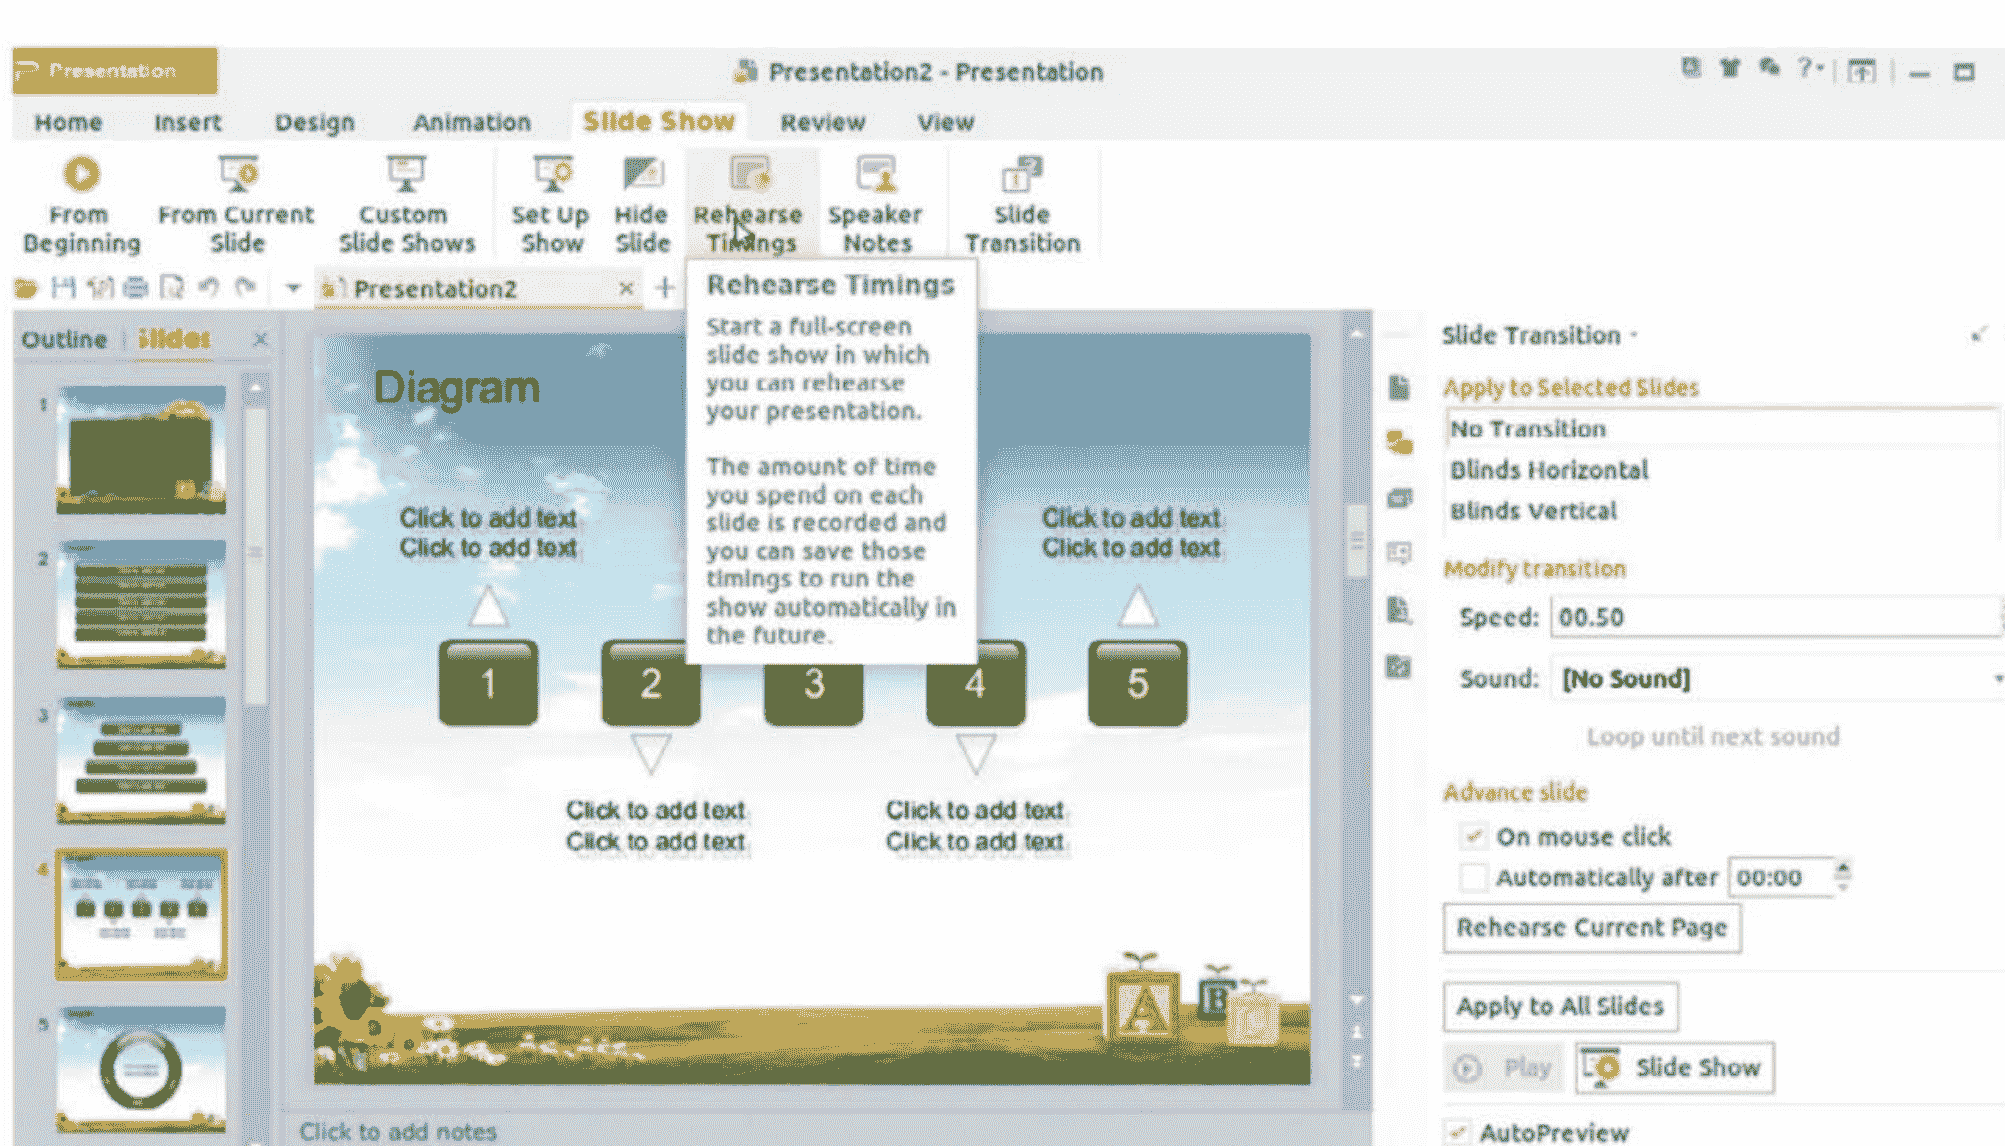 Presentation
Presentation2 - Presentation
Home Insert Design Animation Slide Show Review View
From Beginning
From Current Slide
Custom Slide Shows
Set Up Show
Hide Slide
Rehearse Timings
Speaker Notes
Slide Transition
Presentation2
Outline Slides
1
2
3
4
5
Diagram
Click to add text
Click to add text
Click to add text
Click to add text
1 2 3 4 5
Click to add text
Click to add text
Click to add text
Click to add text
A
B
Click to add notes
Rehearse Timings
Start a full-screen
slide show in which
you can rehearse
your presentation.
The amount of time
you spend on each
slide is recorded and
you can save those
timings to run the
show automatically in
the future.
Slide Transition
Apply to Selected Slides
No Transition
Blinds Horizontal
Blinds Vertical
Modify transition
Speed: 00.50
Sound: [No Sound]
Loop until next sound
Advance slide
On mouse click
Automatically after 00:00
Rehearse Current Page
Apply to All Slides
Play Slide Show
AutoPreview